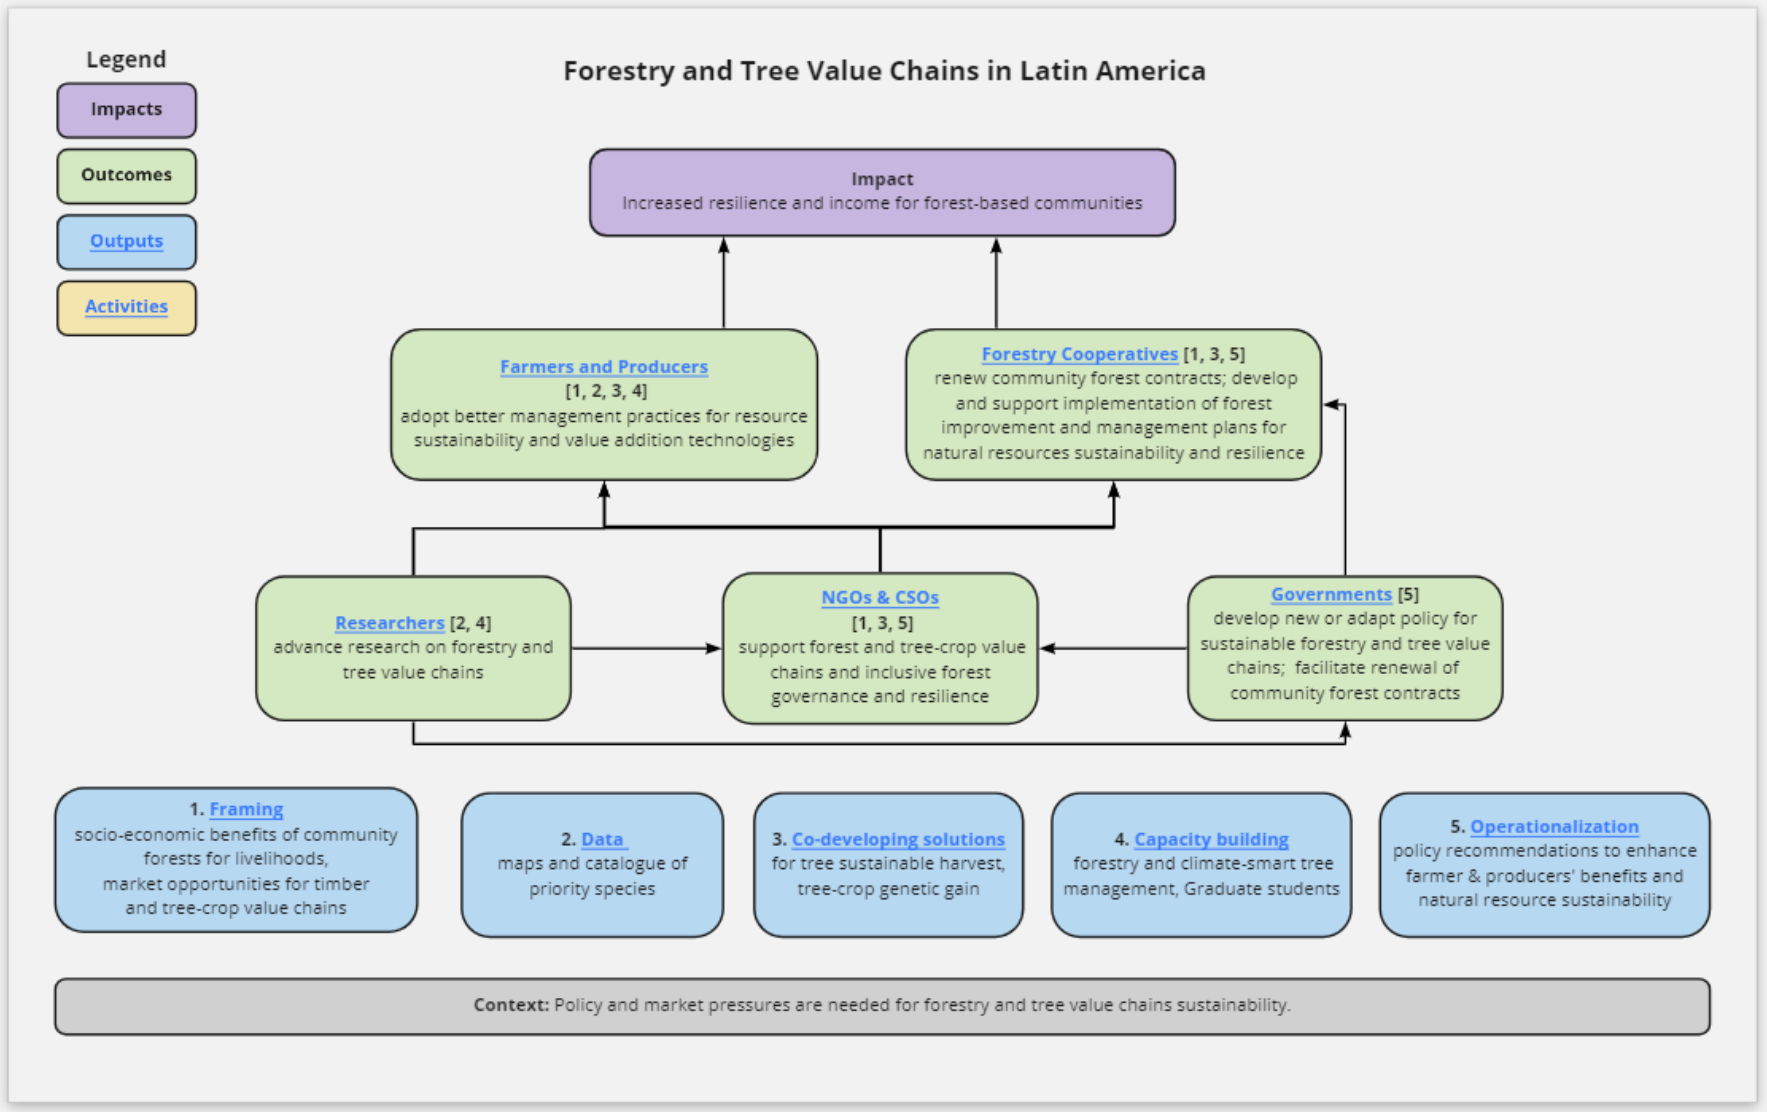 Legend
Impacts
Outcomes
Outputs
Activities
Forestry and Tree Value Chains in Latin America
Impact
Increased resilience and income for forest-based communities
Farmers and Producers
[1, 2, 3, 4]
adopt better management practices for resource
sustainability and value addition technologies
Forestry Cooperatives [1, 3, 5]
renew community forest contracts; develop
and support implementation of forest
improvement and management plans for
natural resources sustainability and resilience
Researchers [2, 4]
advance research on forestry and
tree value chains
NGOs & CSOs
[1, 3, 5]
support forest and tree-crop value
chains and inclusive forest
governance and resilience
Governments [5]
develop new or adapt policy for
sustainable forestry and tree value
chains; facilitate renewal of
community forest contracts
1. Framing
socio-economic benefits of community
forests for livelihoods,
market opportunities for timber
and tree-crop value chains
2. Data
maps and catalogue of
priority species
3. Co-developing solutions
for tree sustainable harvest,
tree-crop genetic gain
4. Capacity building
forestry and climate-smart tree
management, Graduate students
5. Operationalization
policy recommendations to enhance
farmer & producers' benefits and
natural resource sustainability
Context: Policy and market pressures are needed for forestry and tree value chains sustainability.